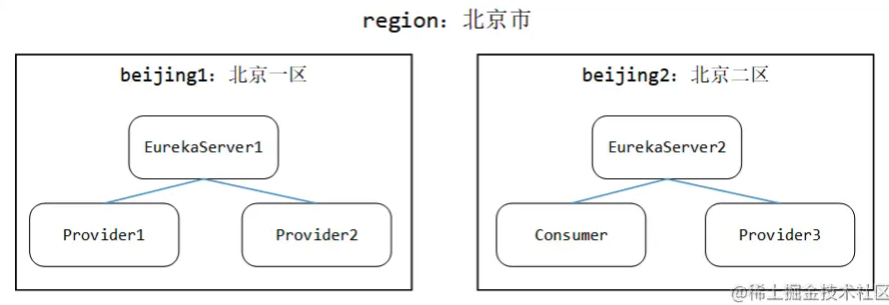 region：北京市
beijing1：北京一区
beijing2：北京二区
EurekaServer1
EurekaServer2
Provider1
Provider2
Consumer
Provider3
@稀土掘金技术社区